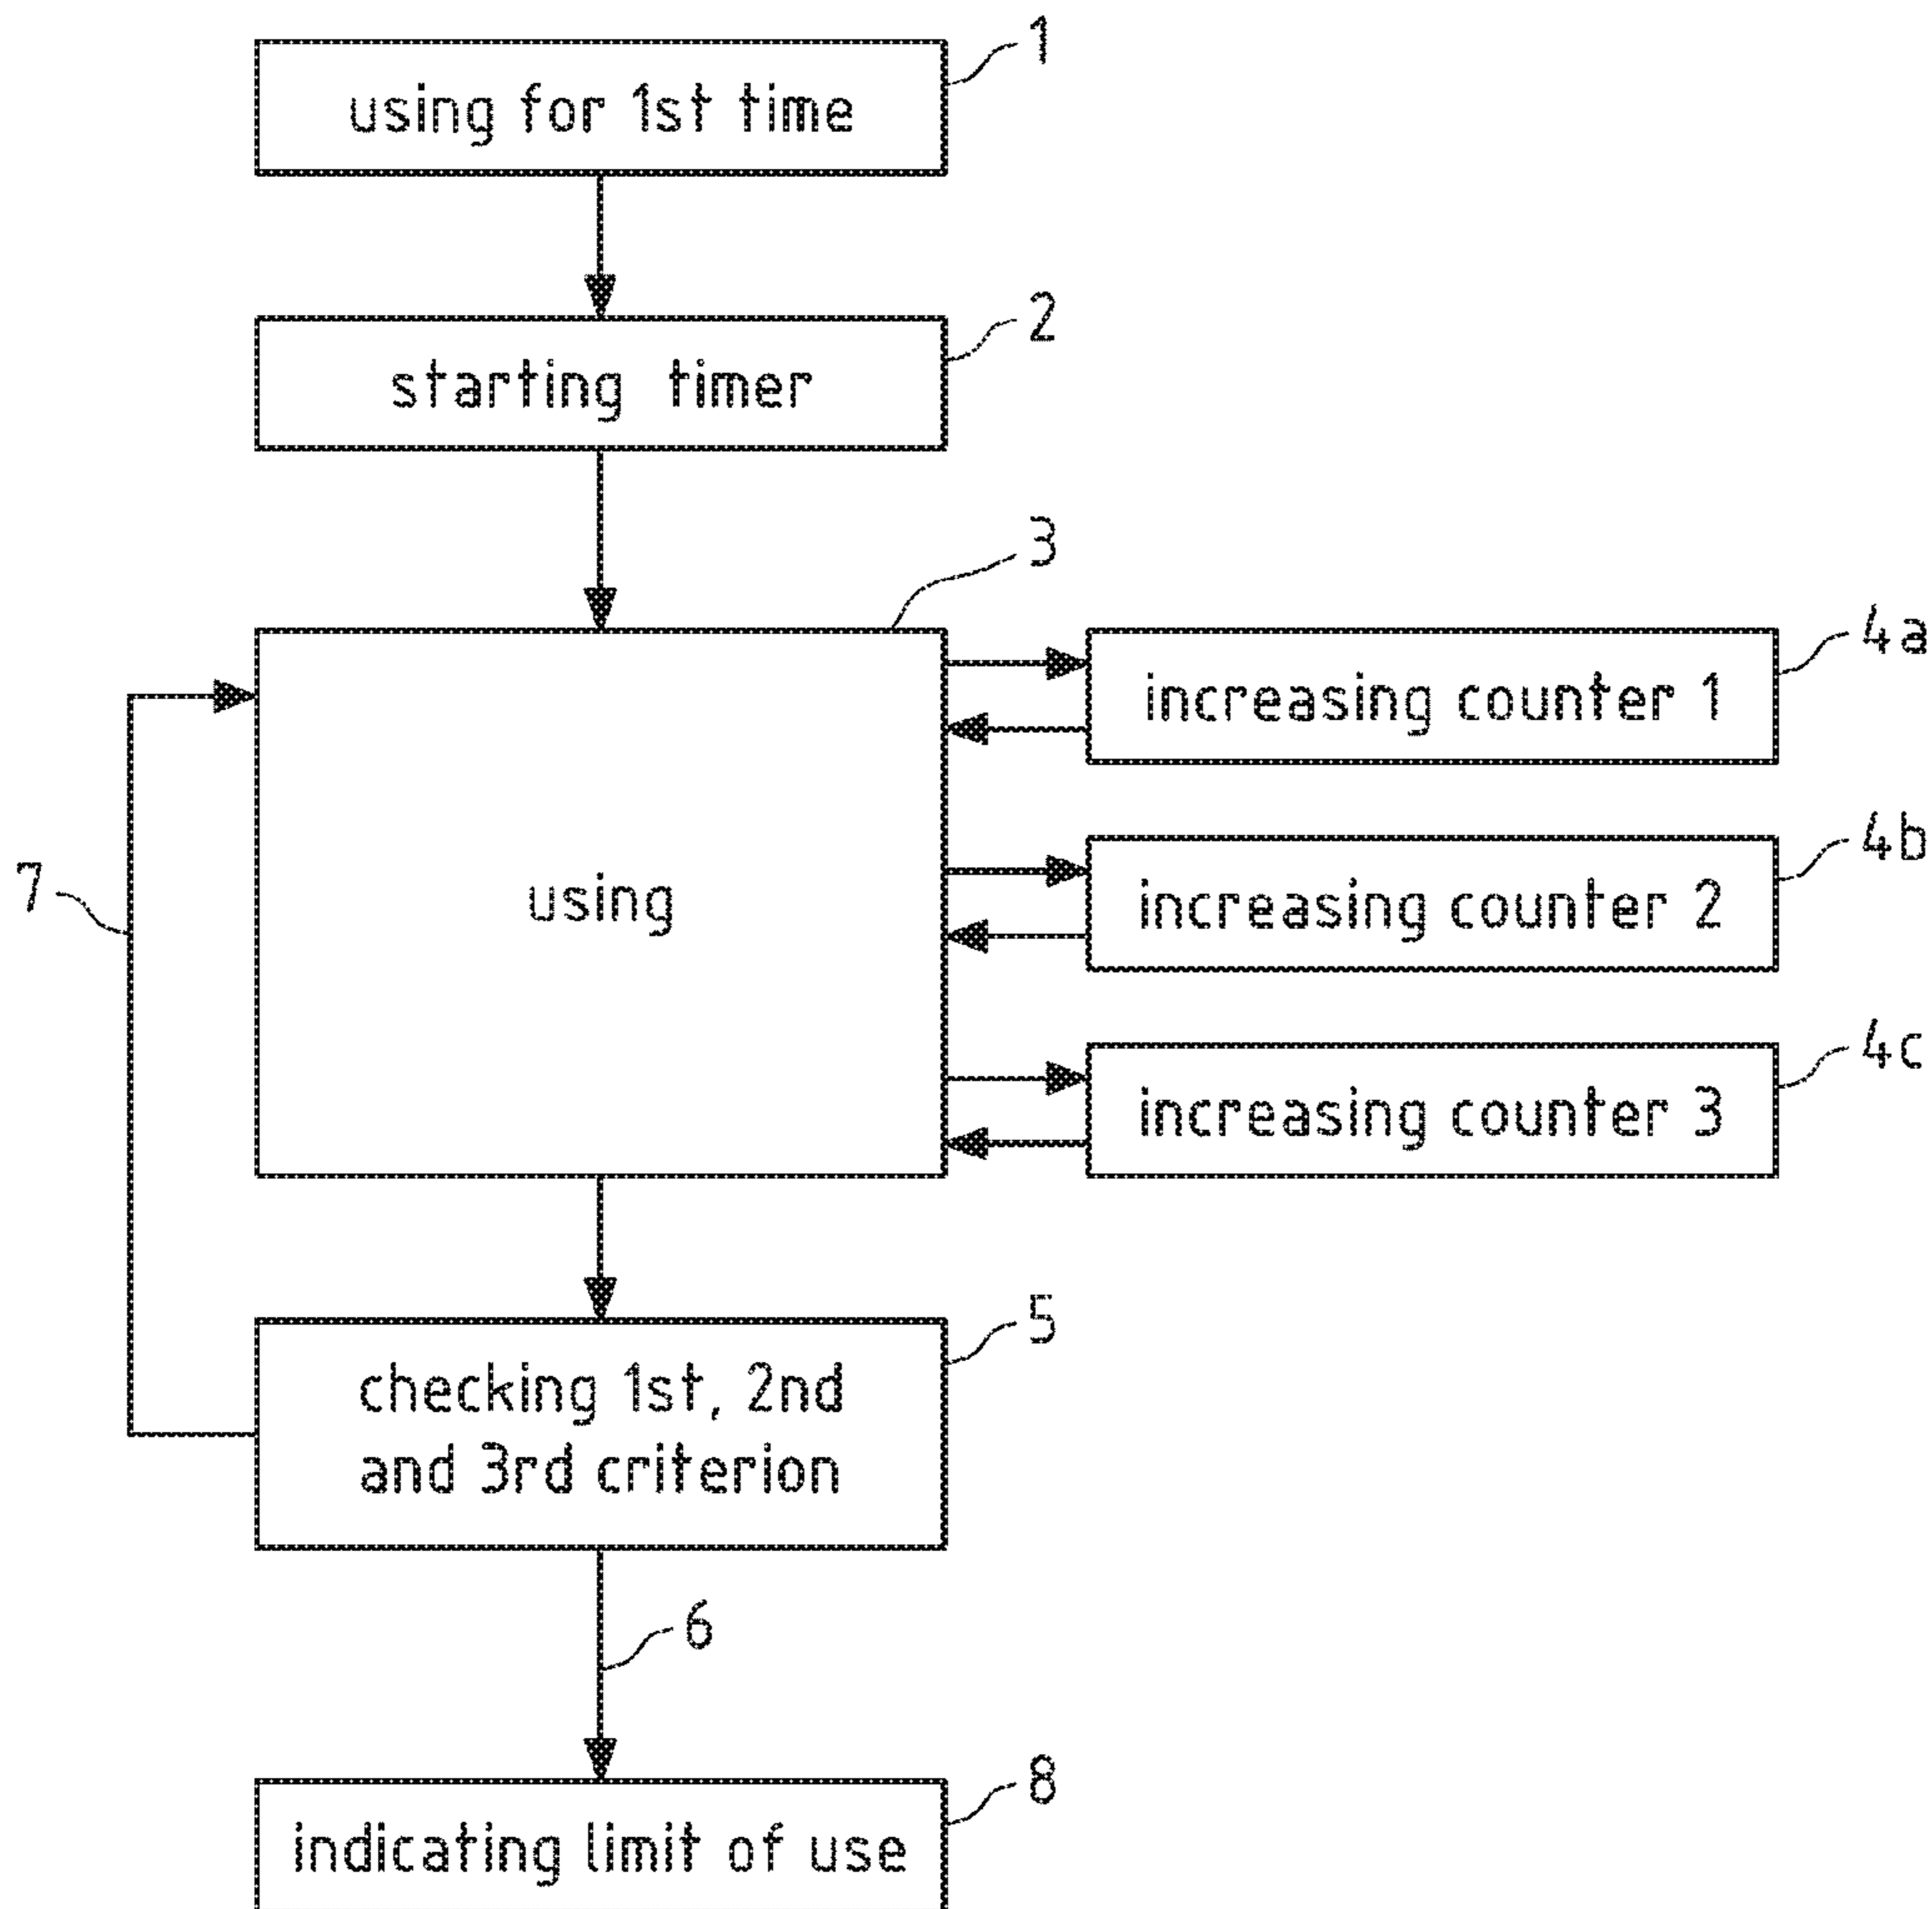 1
using for 1st time
2
starting timer
3
using
4a
increasing counter 1
4b
increasing counter 2
4c
increasing counter 3
7
5
checking 1st, 2nd
and 3rd criterion
6
8
indicating limit of use